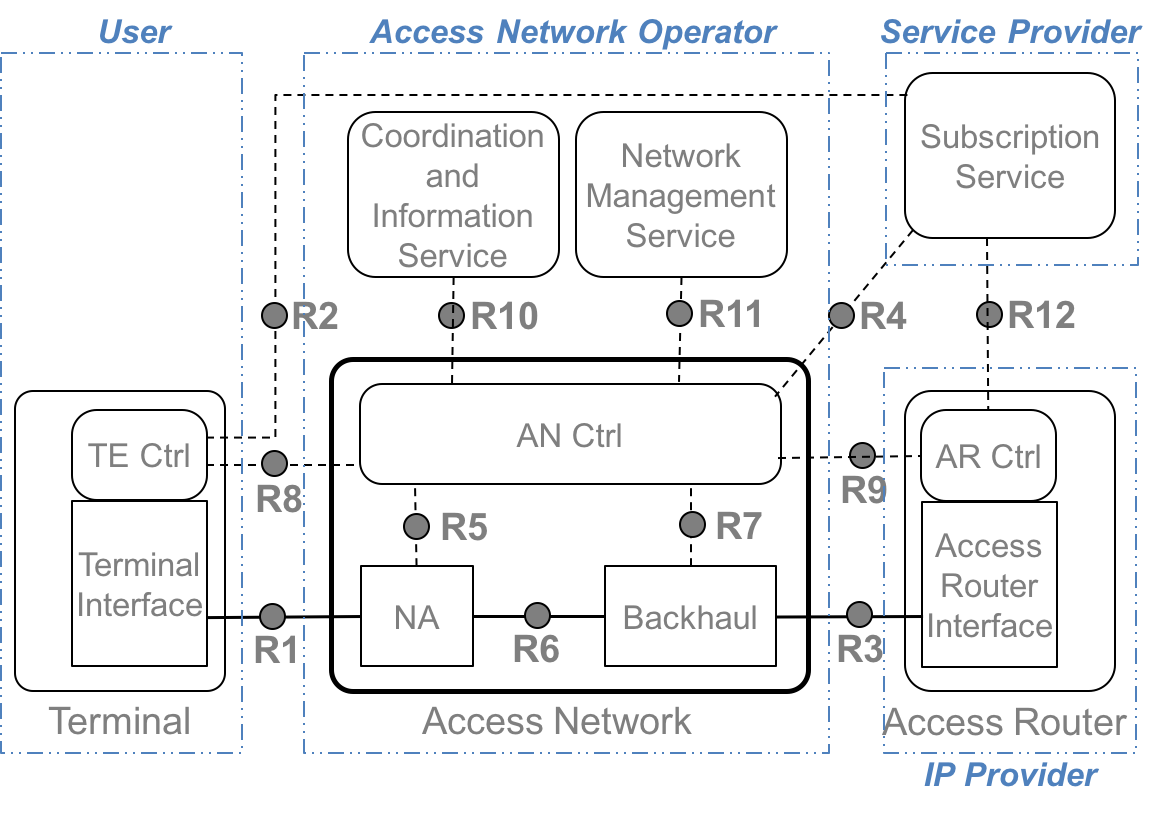 User
Access Network Operator
Service Provider
Coordination
and
Information
Service
Network
Management
Service
Subscription
Service
R2
R10
R11
R4
R12
TE Ctrl
AN Ctrl
AR Ctrl
R8
R9
R5
R7
Terminal
Interface
NA
Backhaul
Access
Router
Interface
R1
R6
R3
Terminal
Access Network
Access Router
IP Provider